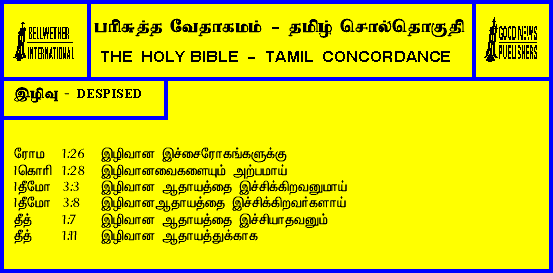 BELLWETHER
INTERNATIONAL
பரிசுத்த வேதாகமம் - தமிழ் சொல்தொகுதி
THE HOLY BIBLE - TAMIL CONCORDANCE
GOOD NEWS
PUBLISHERS
இழிவு - DESPISED
ரோம 1:26 இழிவான இச்சைரோகங்களுக்கு
1கொரி 1:28 இழிவானவைகளையும் அற்பமாய்
1தீமோ 3:3 இழிவான ஆதாயத்தை இச்சிக்கிறவனுமாய்
1தீமோ 3:8 இழிவானஆதாயத்தை இச்சிக்கிறவர்களாய்
தீத் 1:7 இழிவான ஆதாயத்தை இச்சியாதவனும்
தீத் 1:11 இழிவான ஆதாயத்துக்காக